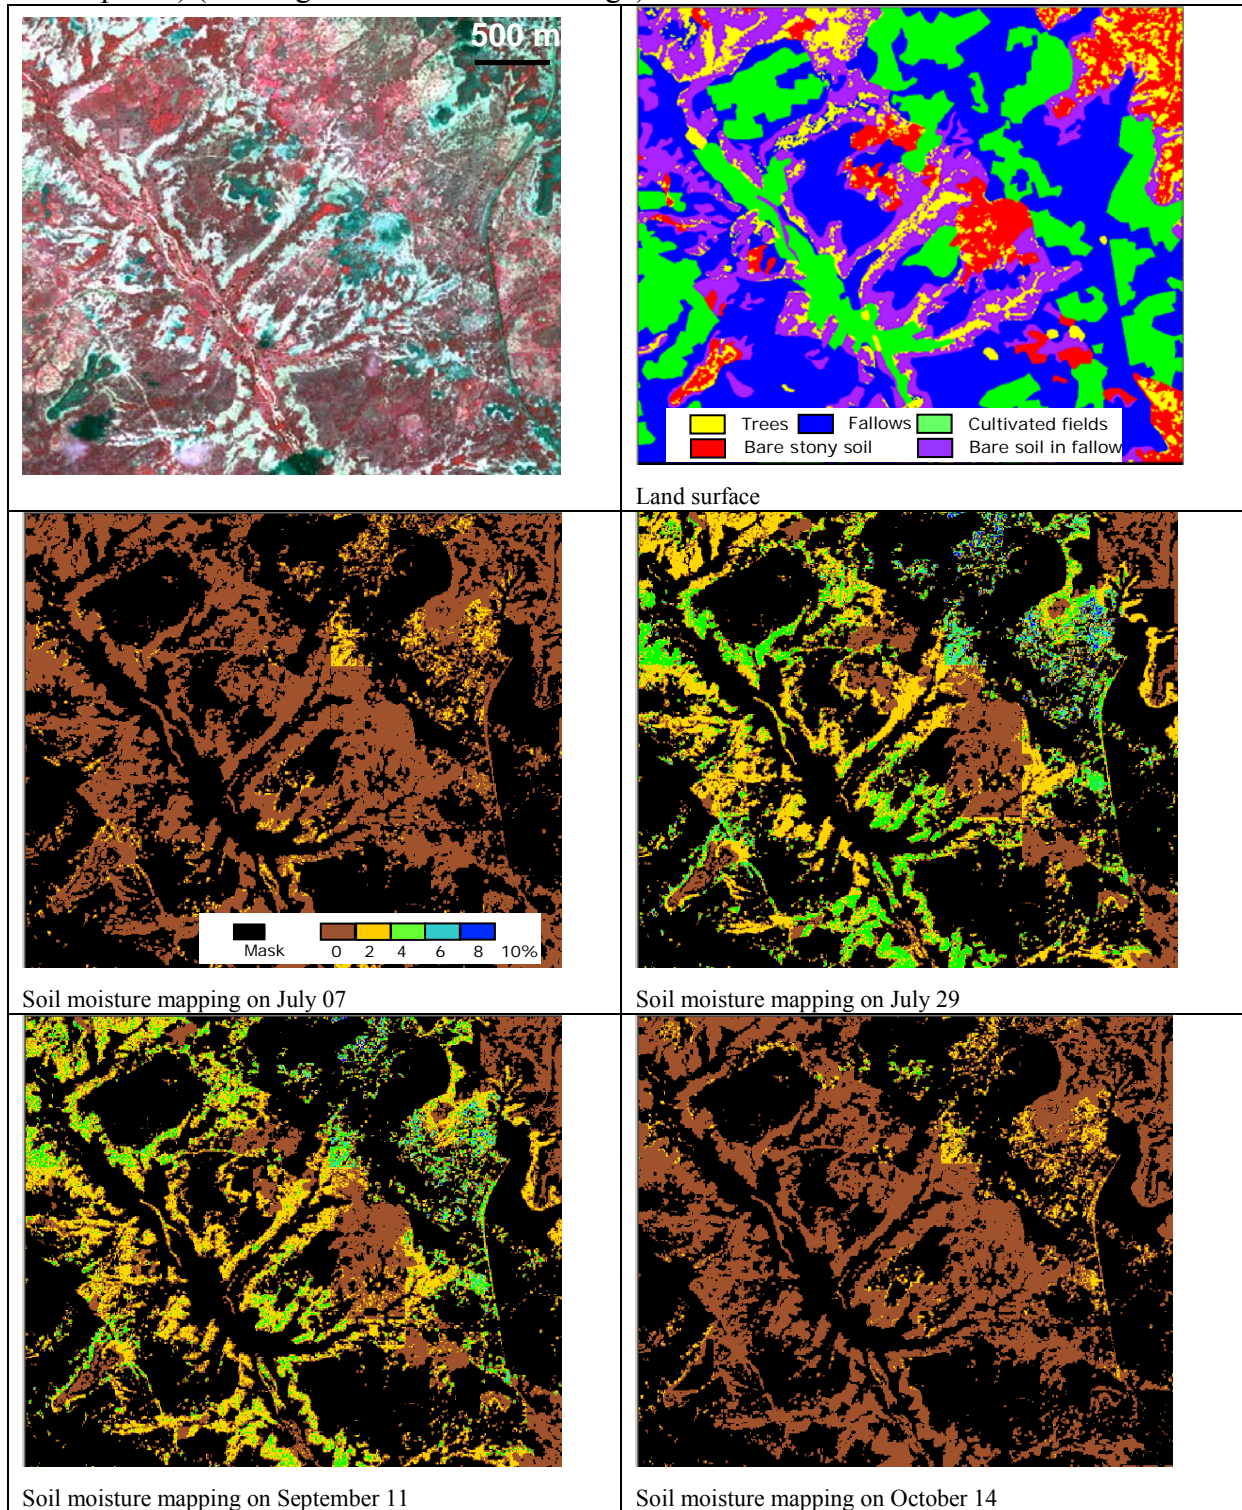 500 m
Trees Fallows Cultivated fields
Bare stony soil Bare soil in fallow
Land surface
Mask 0 2 4 6 8 10%
Soil moisture mapping on July 07
Soil moisture mapping on July 29
Soil moisture mapping on September 11
Soil moisture mapping on October 14